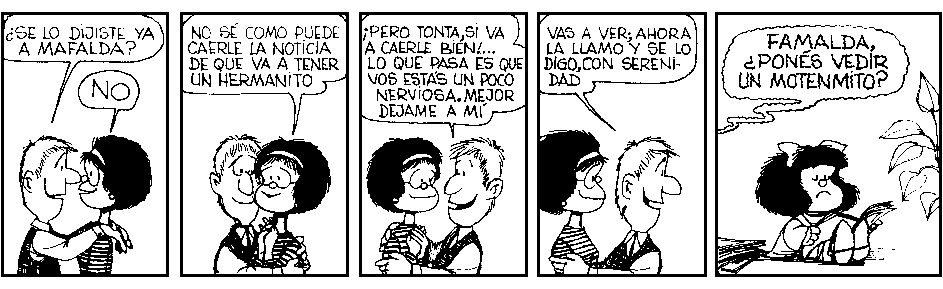 ¿SE LO DIJISTE YA
A MAFALDA?
NO
NO SÉ COMO PUEDE
CAERLE LA NOTICIA
DE QUE VA A TENER
UN HERMANITO
¡PERO TONTA, SI VA
A CAERLE BIEN!...
LO QUE PASA ES QUE
VOS ESTÁS UN POCO
NERVIOSA. MEJOR
DEJAME A MÍ
VAS A VER; AHORA
LA LLAMO Y SE LO
DIGO, CON SERENI-
DAD
FAMALDA,
¿PONÉS VEDIR
UN MOTENMITO?